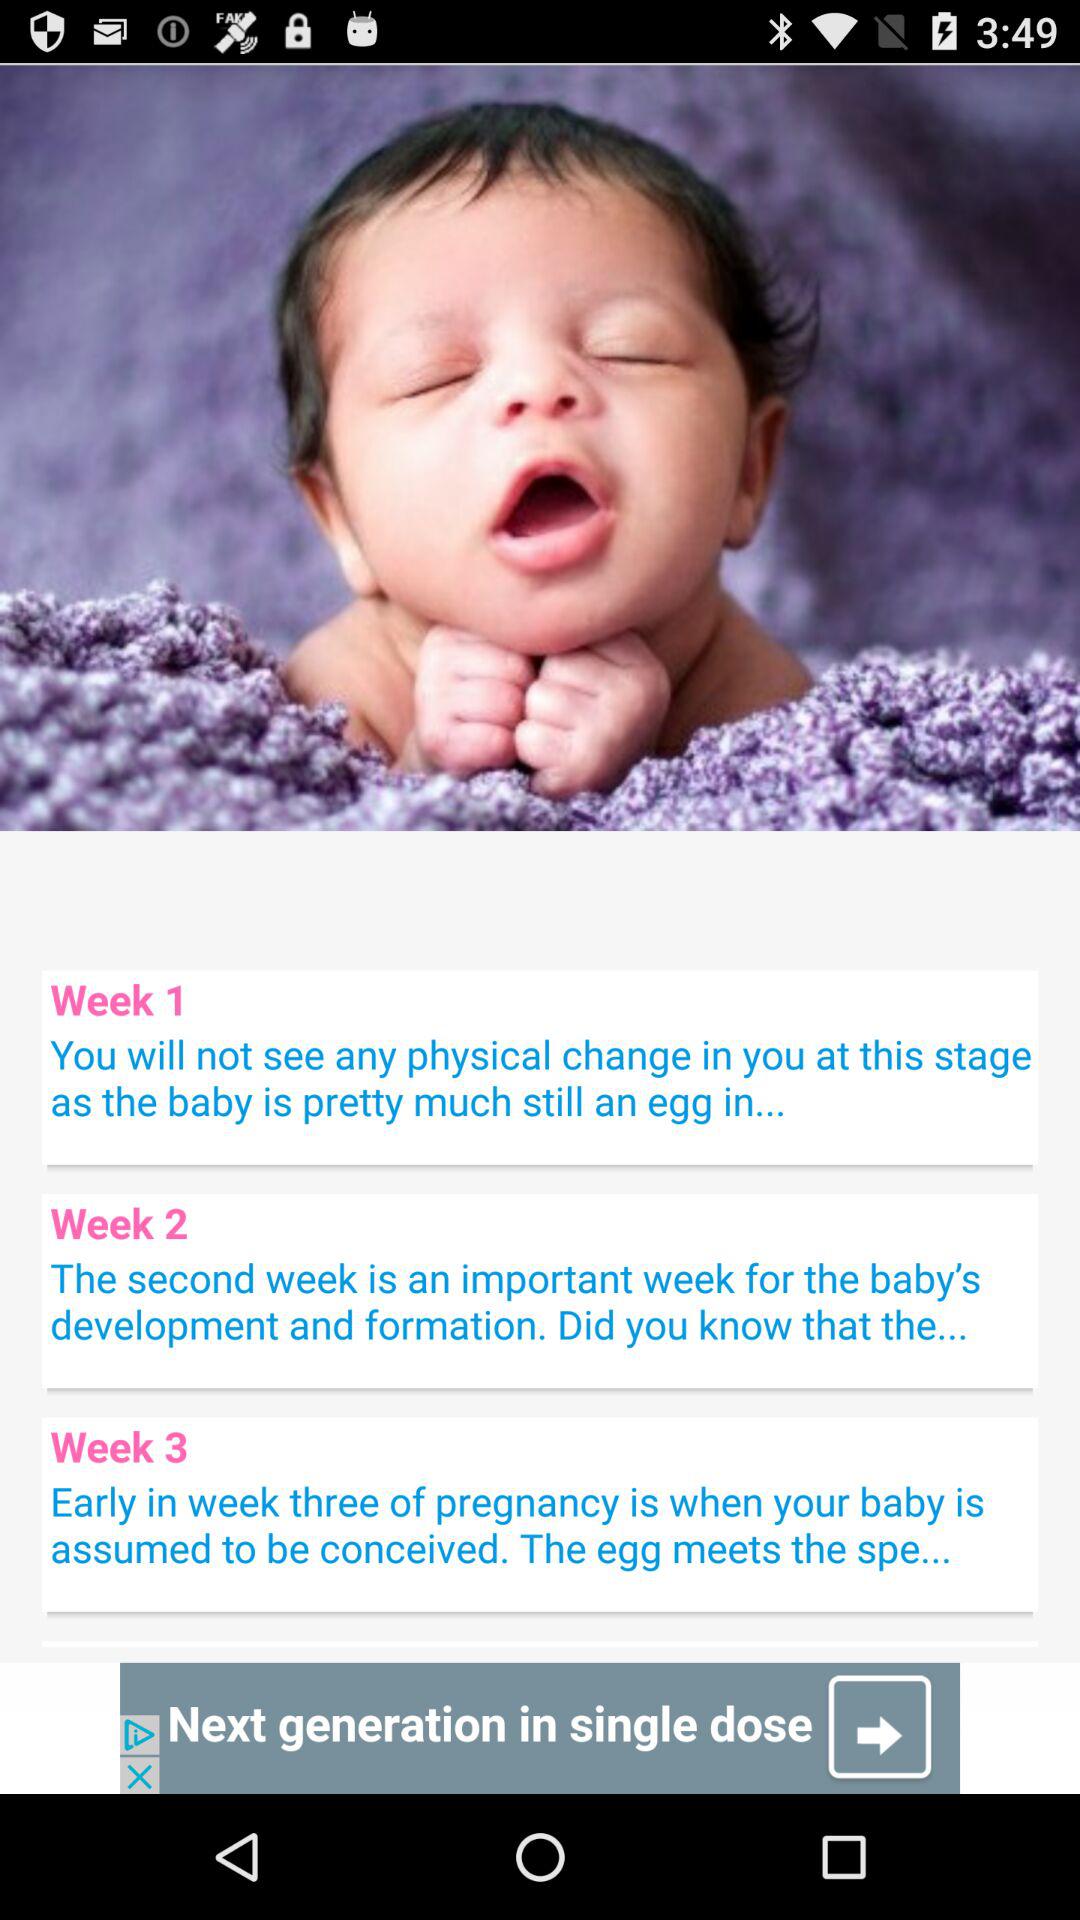 FAKE
3:49
Week 1
You will not see any physical change in you at this stage
as the baby is pretty much still an egg in...
Week 2
The second week is an important week for the baby’s
development and formation. Did you know that the...
Week 3
Early in week three of pregnancy is when your baby is
assumed to be conceived. The egg meets the spe...
Next generation in single dose